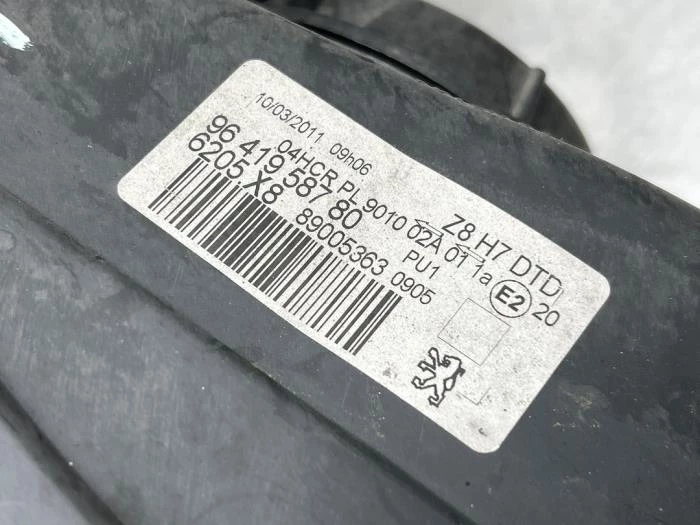 10/03/2011 09h06
Z8 H7 DTD
04HCR PL 9010 02A 01 1a E2 20
96 419 587 80 PU1
6205 X8 89005363 0905